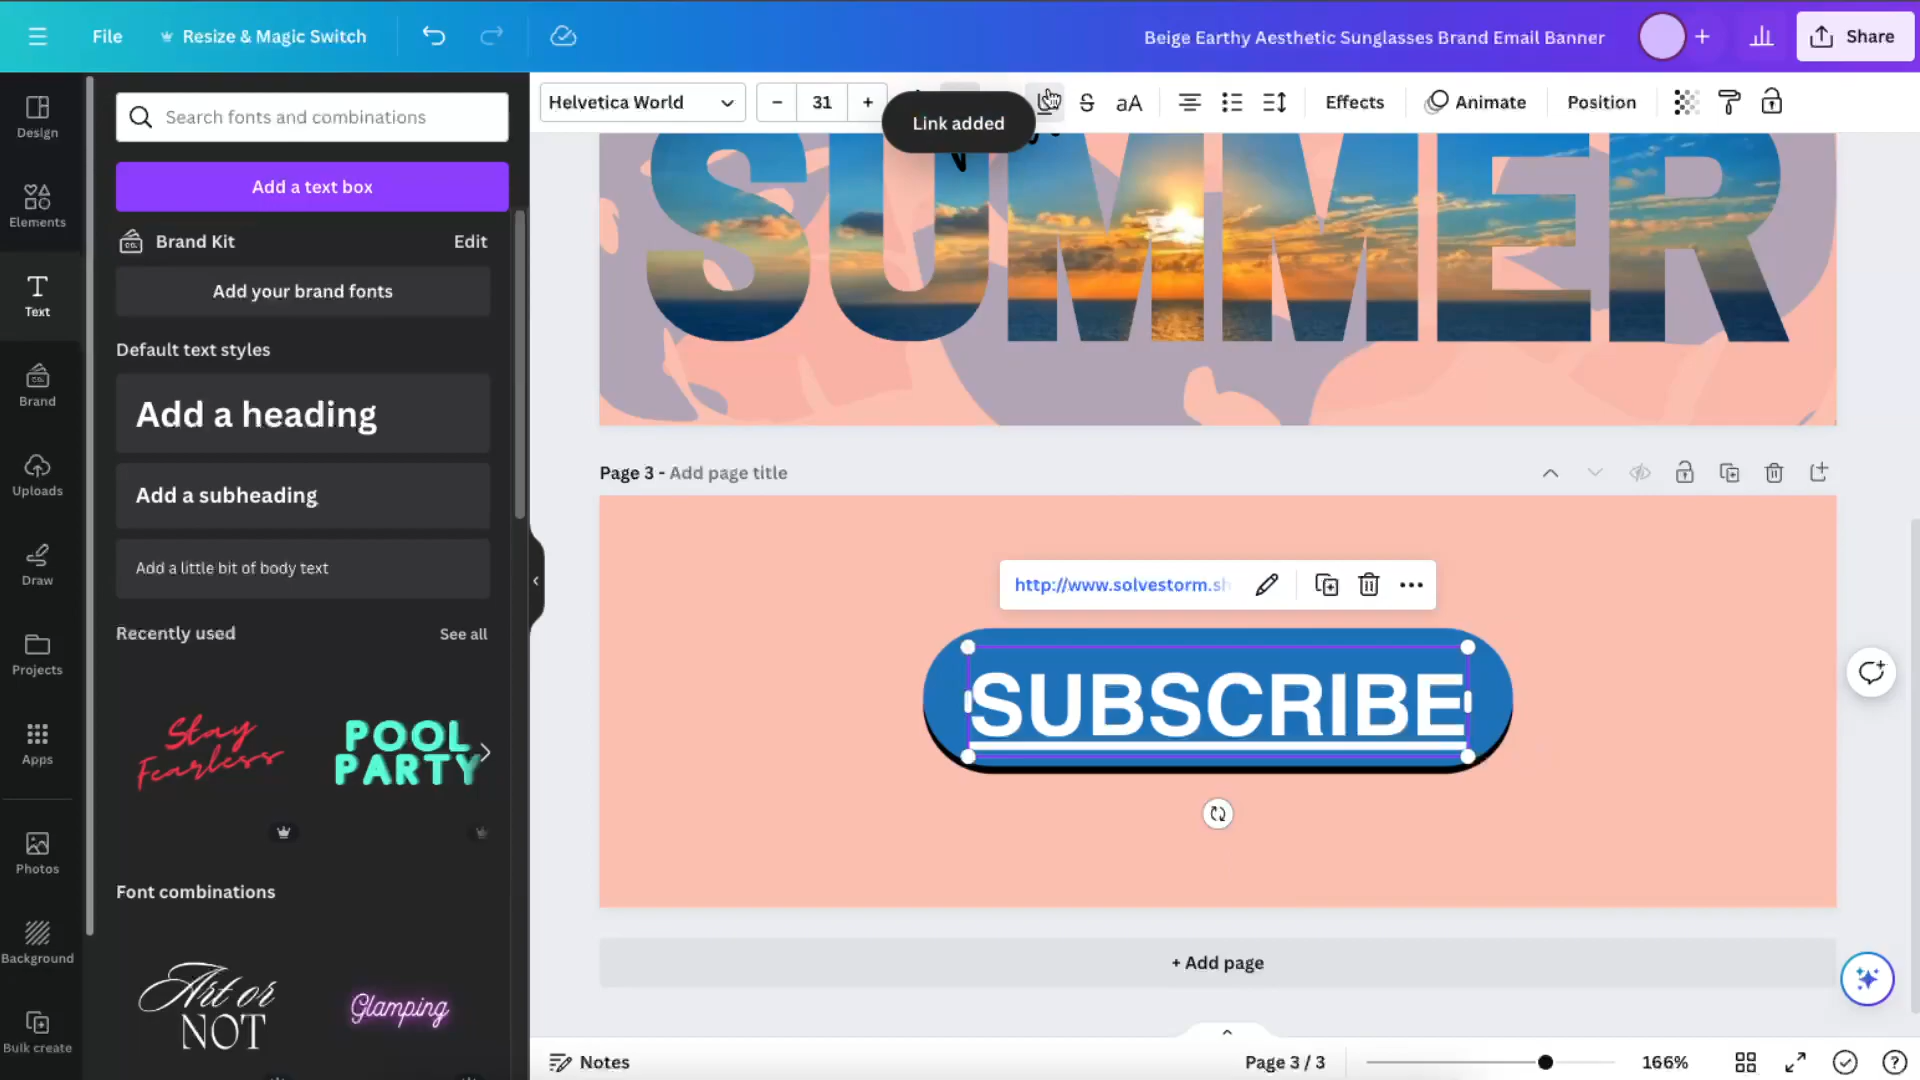 File
Resize & Magic Switch
Beige Earthy Aesthetic Sunglasses Brand Email Banner
Share
Design
Elements
Text
Brand
Uploads
Draw
Projects
Apps
Photos
Background
Bulk create
Search fonts and combinations
Add a text box
Brand Kit
Edit
Add your brand fonts
Default text styles
Add a heading
Add a subheading
Add a little bit of body text
Recently used
See all
Stay
Fearless
POOL
PARTY
Font combinations
Art or
NOT
Glamping
Helvetica World
31
aA
Effects
Animate
Position
Link added
SUMMER
Page 3 - Add page title
http://www.solvestorm.sh
SUBSCRIBE
+ Add page
Notes
Page 3 / 3
166%